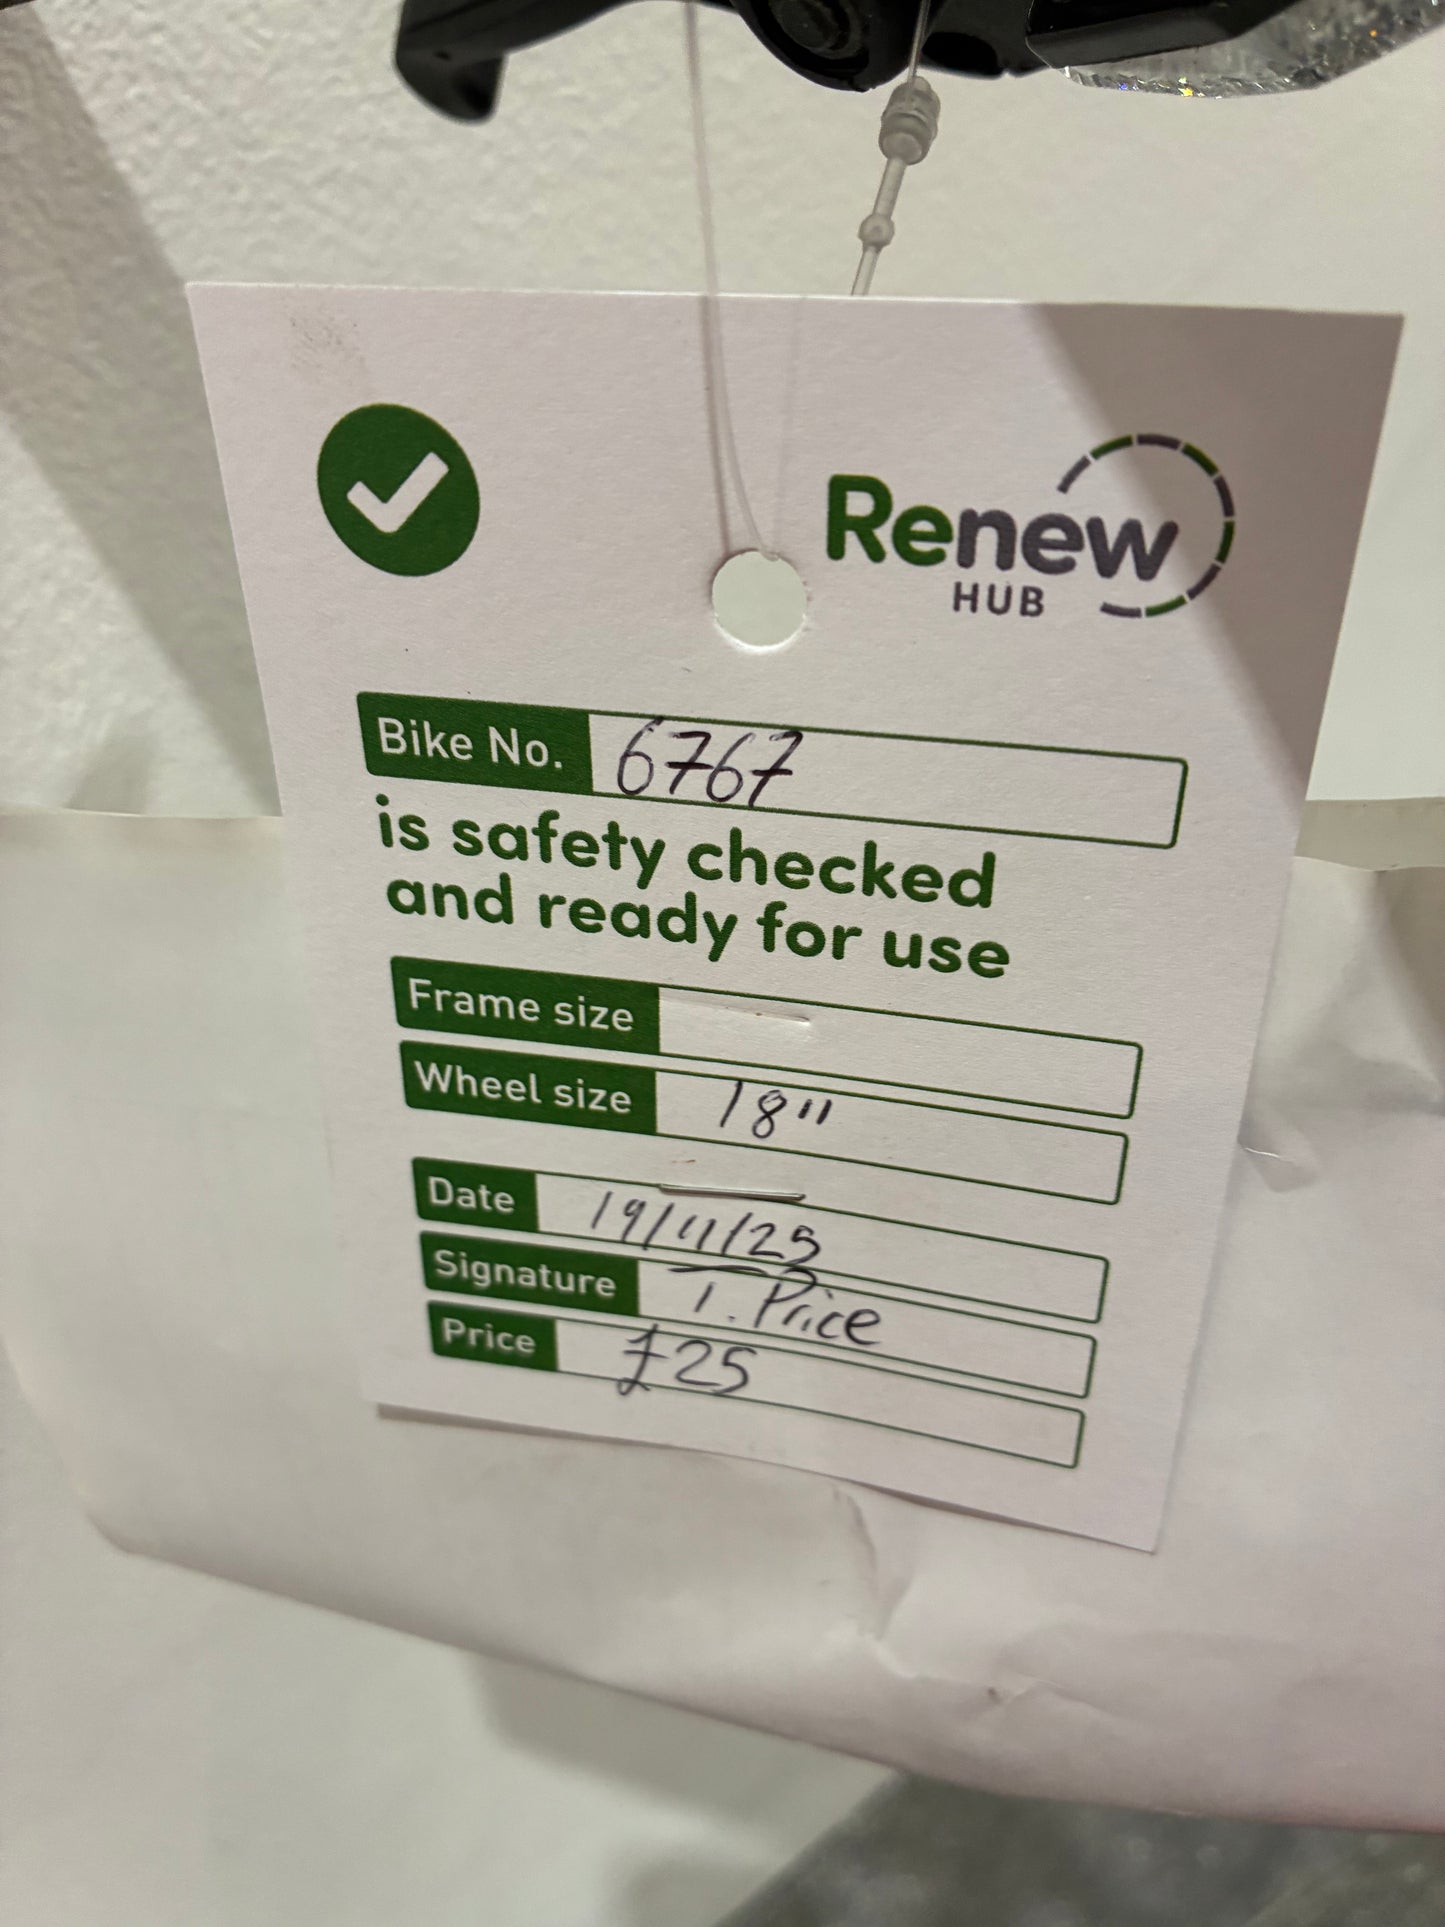 Renew
HUB
Bike No. 6767
is safety checked
and ready for use
Frame size
Wheel size 18"
Date 19/11/25
Signature T. Price
Price £25